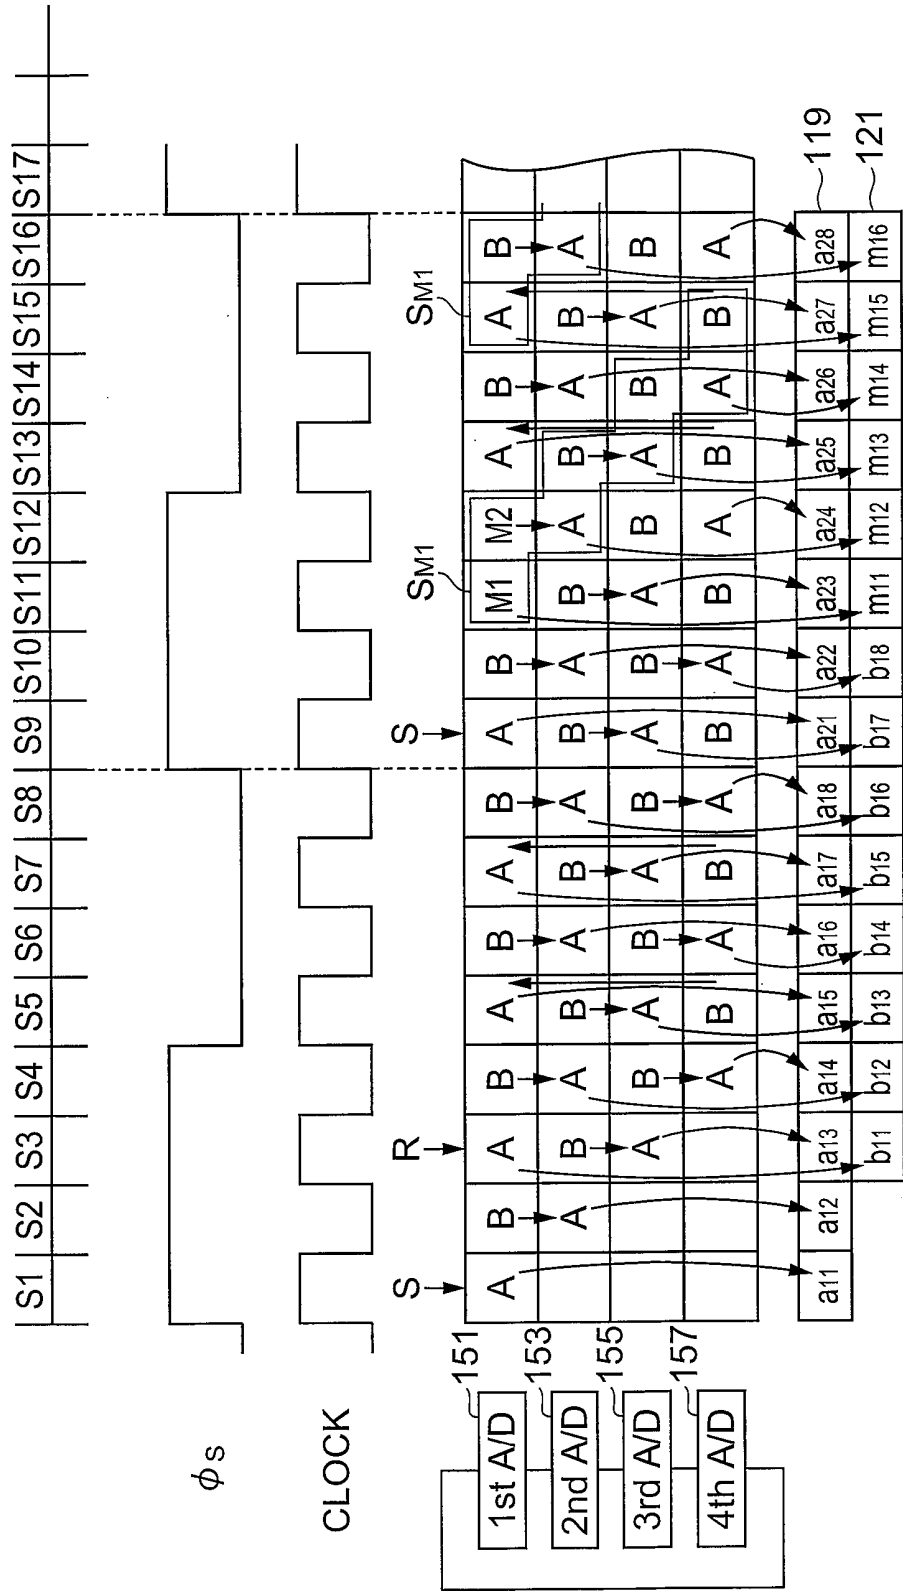 S1 S2 S3 S4 S5 S6 S7 S8 S9 S10 S11 S12 S13 S14 S15 S16 S17
ϕS
CLOCK
S R S SM1 SM1
1st A/D 151 A B A B A B A B A B M1 M2 A B A B
2nd A/D 153 A B A B A B A B A B A B A B A
3rd A/D 155 A B A B A B A B A B A B A B
4th A/D 157 A B A B A B A B A B A B A
a11 a12 a13 a14 a15 a16 a17 a18 a21 a22 a23 a24 a25 a26 a27 a28 119
b11 b12 b13 b14 b15 b16 b17 b18 m11 m12 m13 m14 m15 m16 121